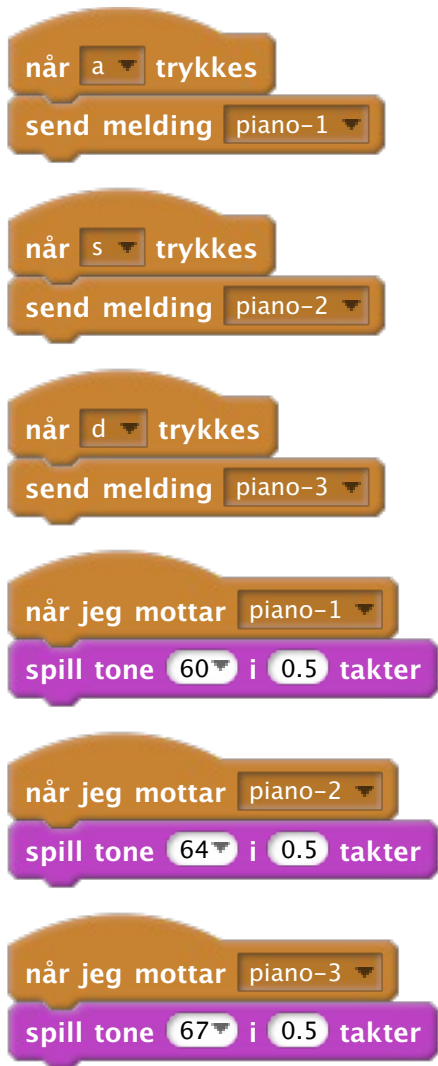 når a trykkes
send melding piano-1
når s trykkes
send melding piano-2
når d trykkes
send melding piano-3
når jeg mottar piano-1
spill tone 60 i 0.5 takter
når jeg mottar piano-2
spill tone 64 i 0.5 takter
når jeg mottar piano-3
spill tone 67 i 0.5 takter